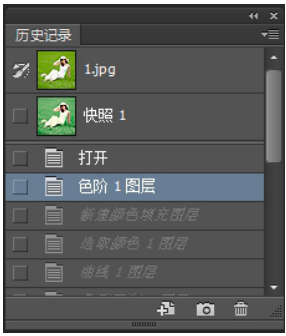 历史记录
1.jpg
快照 1
打开
色阶 1 图层
新建颜色填充图层
选取颜色 1 图层
曲线 1 图层